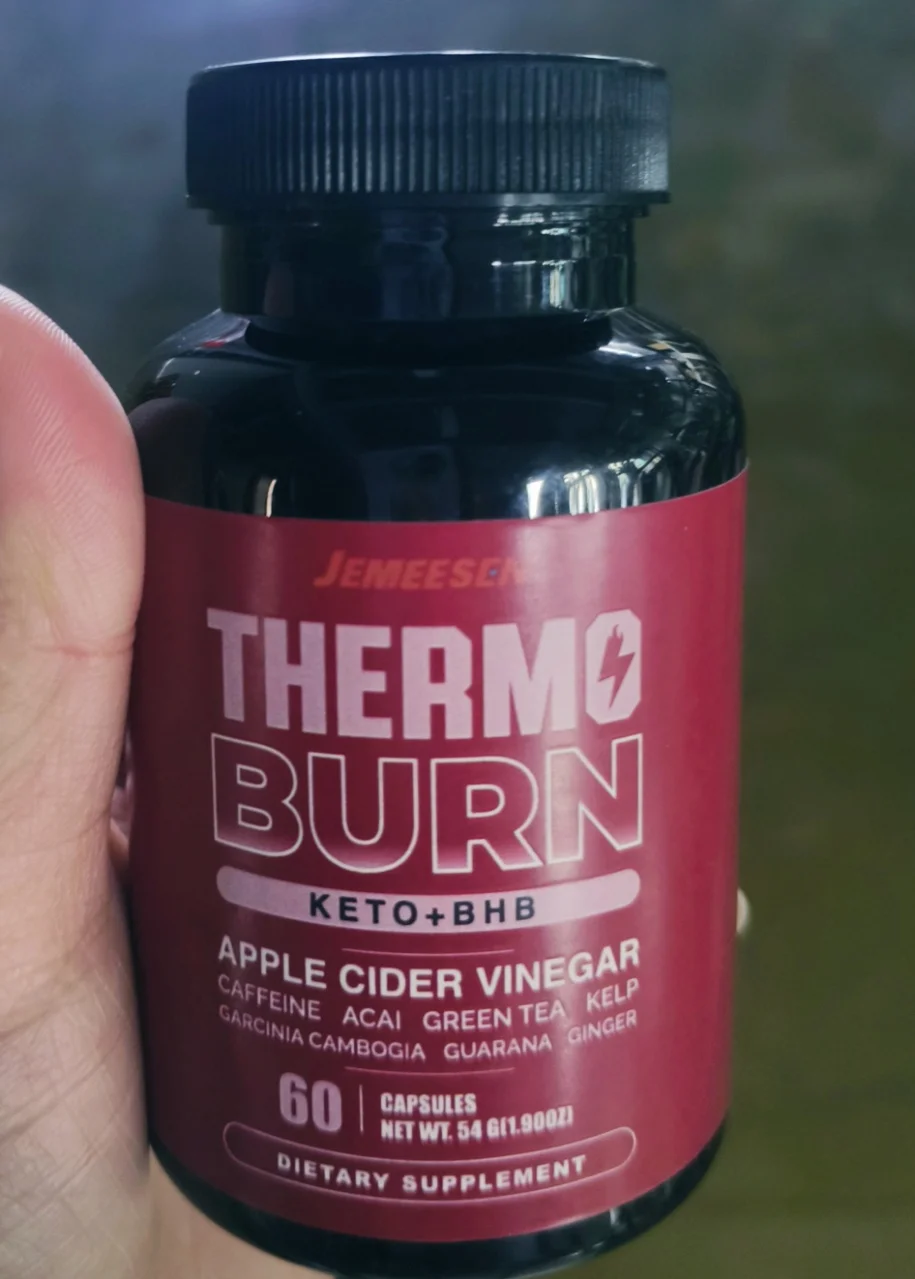 JEMEESEN
THERMO
BURN
KETO+BHB
APPLE CIDER VINEGAR
CAFFEINE ACAI GREEN TEA KELP
GARCINIA CAMBOGIA GUARANA GINGER
60
CAPSULES
NET WT. 54 G(1.90OZ)
DIETARY SUPPLEMENT